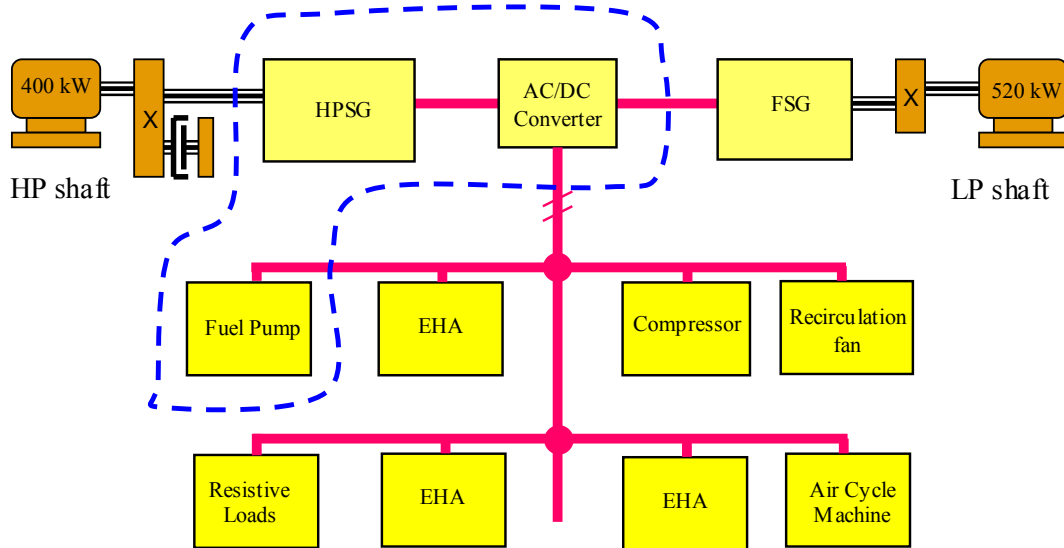 400 kW
X
HPSG
AC/DC
Converter
FSG
X
520 kW
HP shaft
LP shaft
Fuel Pump
EHA
Compressor
Recirculation
fan
Resistive
Loads
EHA
EHA
Air Cycle
Machine